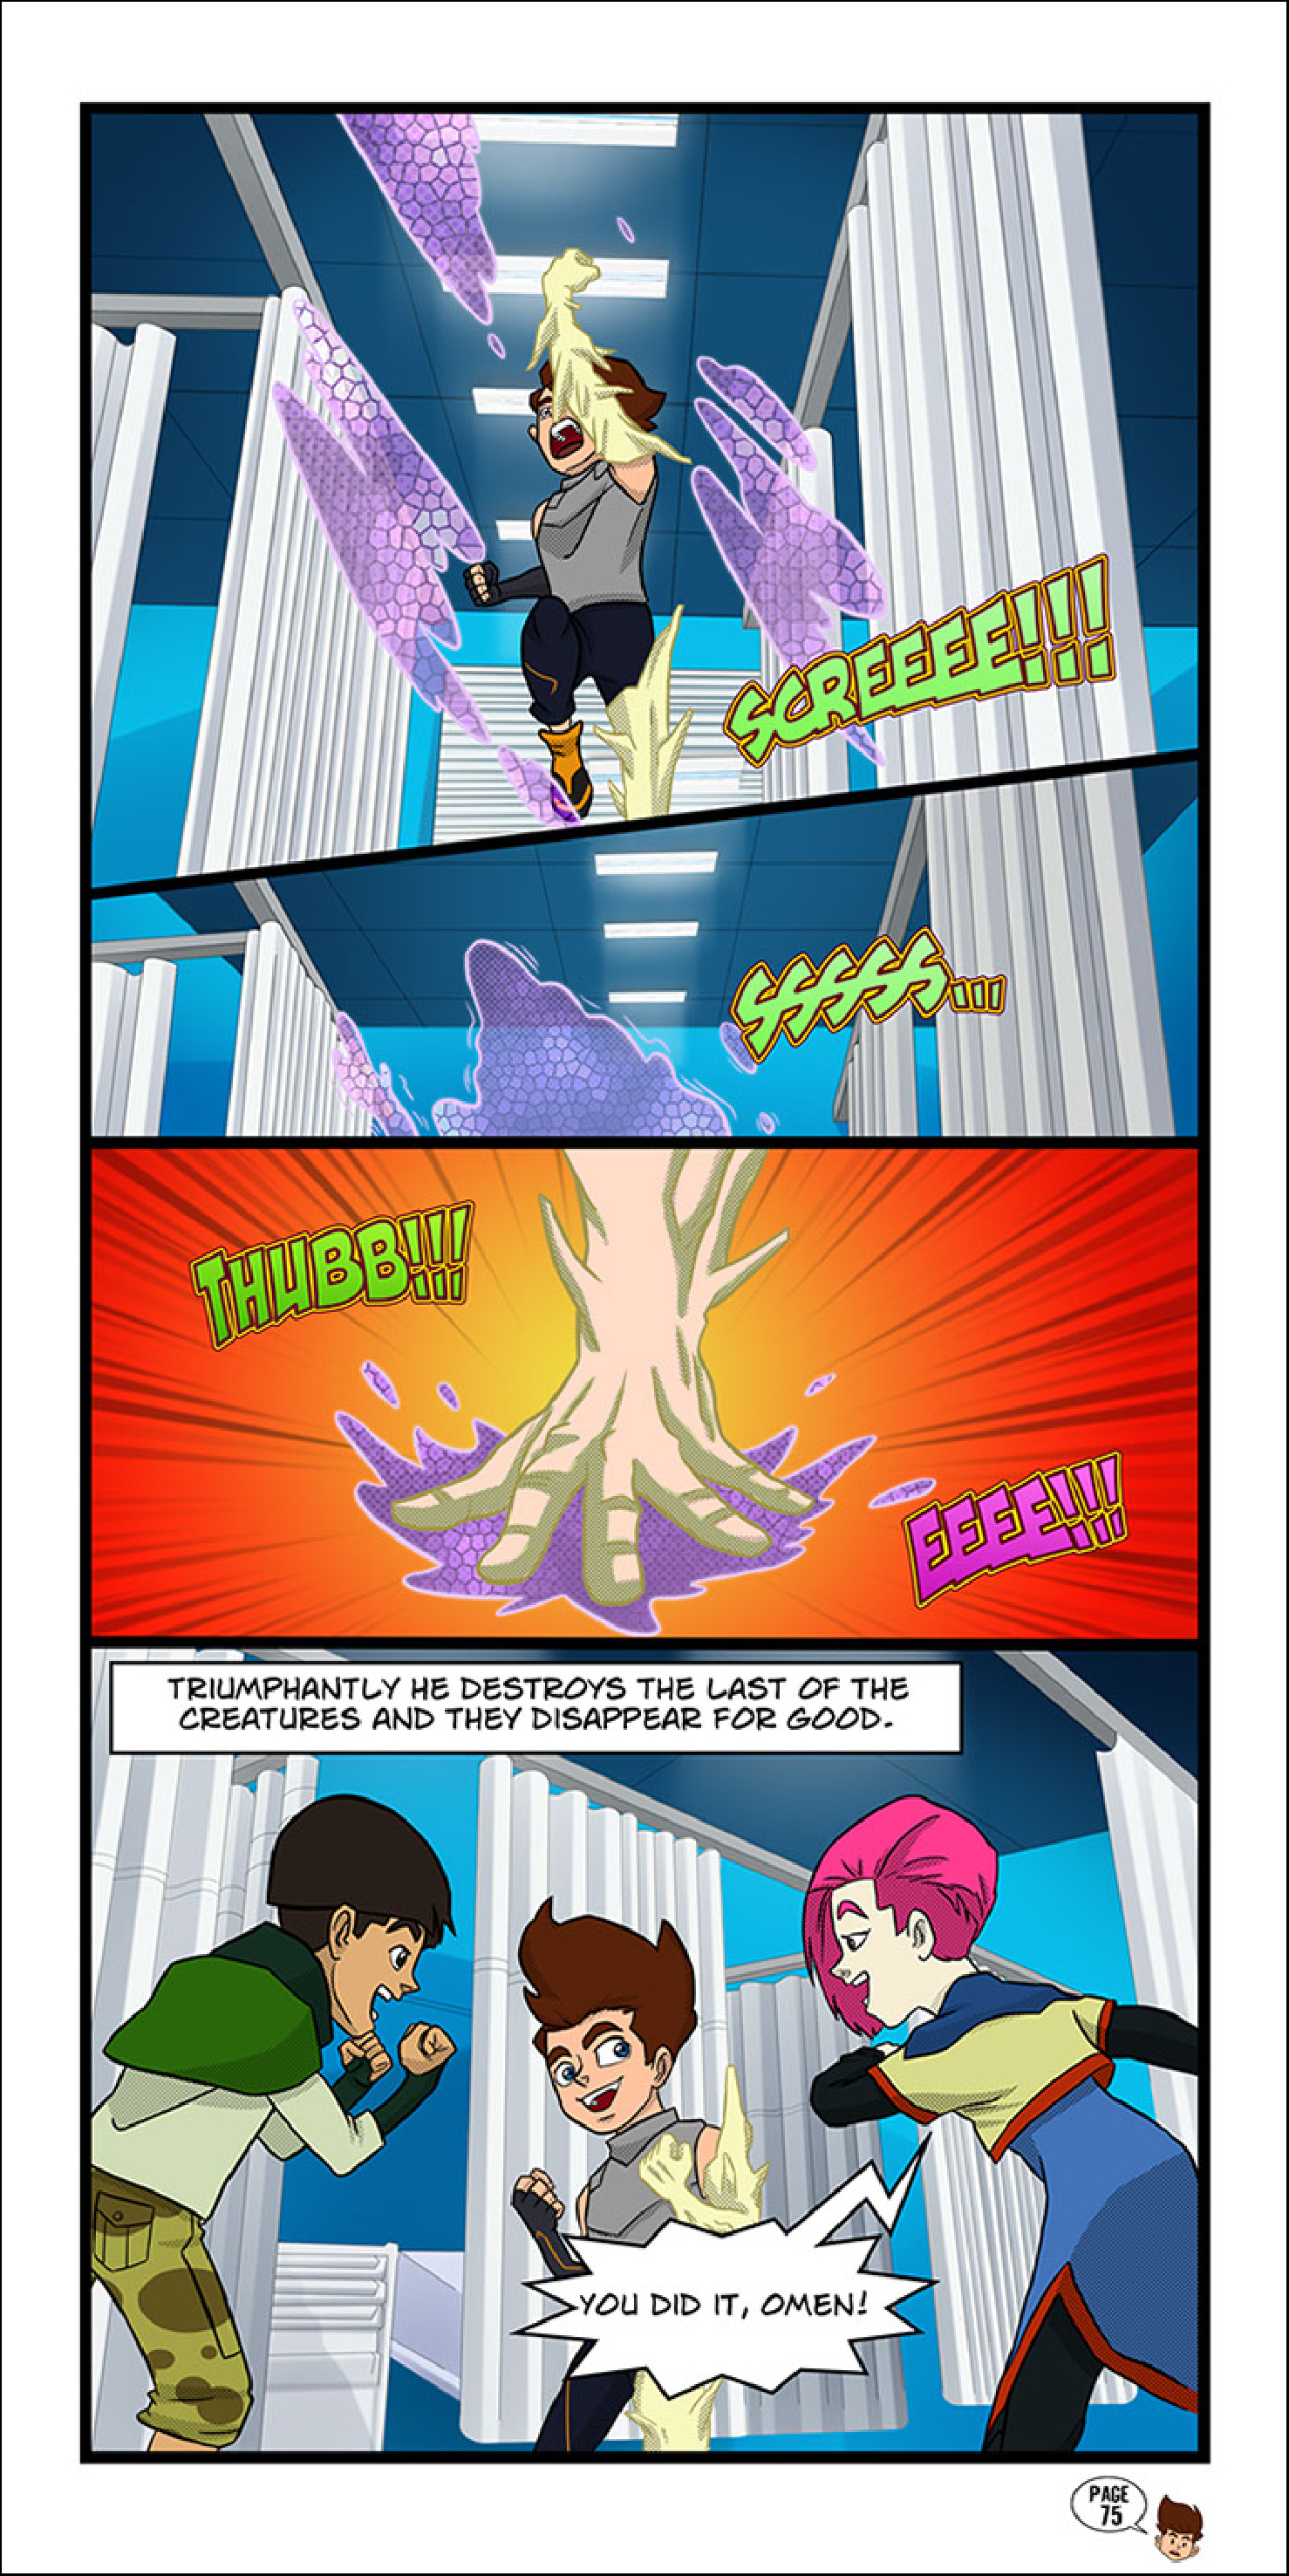 SCREEEE!!!
SSSSS...
THUBB!!!
EEEE!!!
TRIUMPHANTLY HE DESTROYS THE LAST OF THE
CREATURES AND THEY DISAPPEAR FOR GOOD.
YOU DID IT, OMEN!
PAGE
75